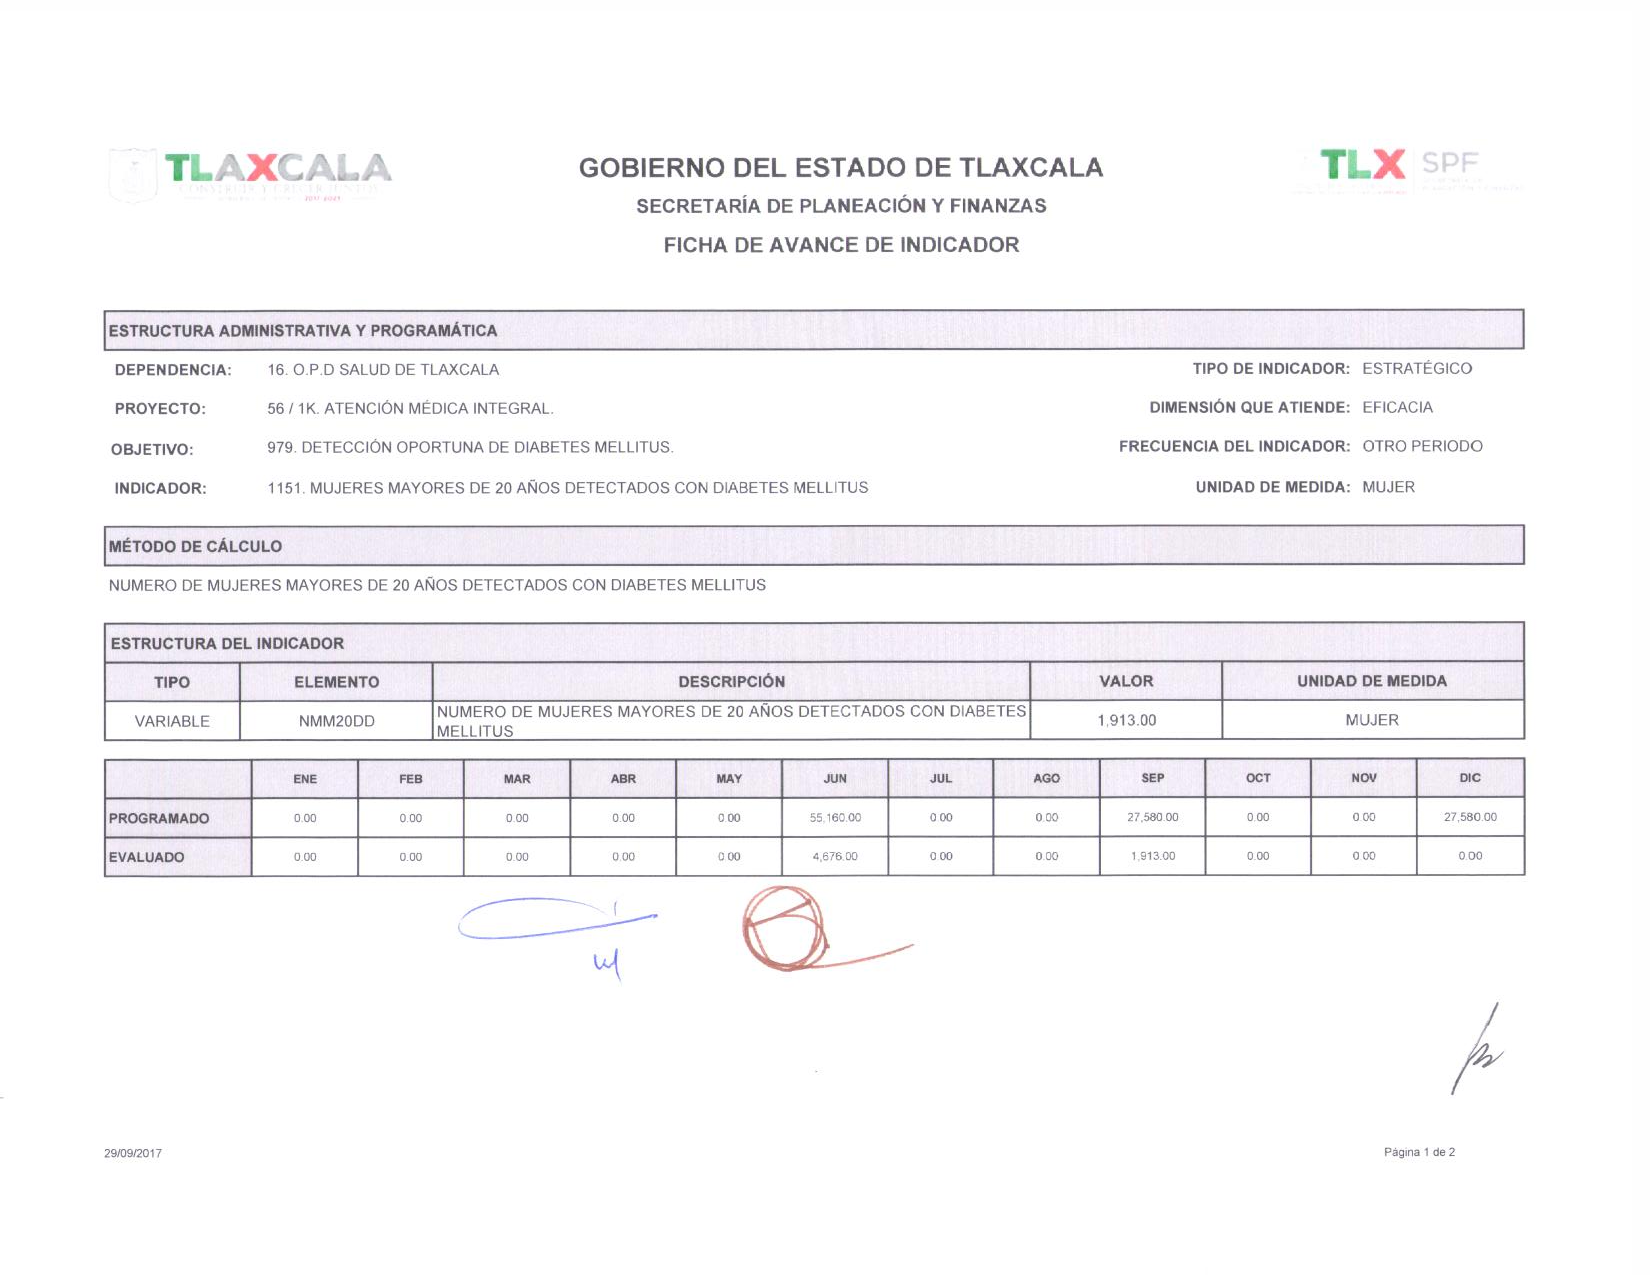 TLAXCALA
CONSTRUIR Y CRECER JUNTOS
2017-2021
GOBIERNO DEL ESTADO DE TLAXCALA
SECRETARÍA DE PLANEACIÓN Y FINANZAS
FICHA DE AVANCE DE INDICADOR
TLX SPF
ESTRUCTURA ADMINISTRATIVA Y PROGRAMÁTICA
DEPENDENCIA: 16. O.P.D SALUD DE TLAXCALA TIPO DE INDICADOR: ESTRATÉGICO
PROYECTO: 56 / 1K. ATENCIÓN MÉDICA INTEGRAL. DIMENSIÓN QUE ATIENDE: EFICACIA
OBJETIVO: 979. DETECCIÓN OPORTUNA DE DIABETES MELLITUS. FRECUENCIA DEL INDICADOR: OTRO PERIODO
INDICADOR: 1151. MUJERES MAYORES DE 20 AÑOS DETECTADOS CON DIABETES MELLITUS UNIDAD DE MEDIDA: MUJER
MÉTODO DE CÁLCULO
NUMERO DE MUJERES MAYORES DE 20 AÑOS DETECTADOS CON DIABETES MELLITUS
ESTRUCTURA DEL INDICADOR
TIPO ELEMENTO DESCRIPCIÓN VALOR UNIDAD DE MEDIDA
VARIABLE NMM20DD NUMERO DE MUJERES MAYORES DE 20 AÑOS DETECTADOS CON DIABETES
MELLITUS 1,913.00 MUJER
ENE FEB MAR ABR MAY JUN JUL AGO SEP OCT NOV DIC
PROGRAMADO 0.00 0.00 0.00 0.00 0.00 55,160.00 0.00 0.00 27,580.00 0.00 0.00 27,580.00
EVALUADO 0.00 0.00 0.00 0.00 0.00 4,676.00 0.00 0.00 1,913.00 0.00 0.00 0.00
29/09/2017 Página 1 de 2